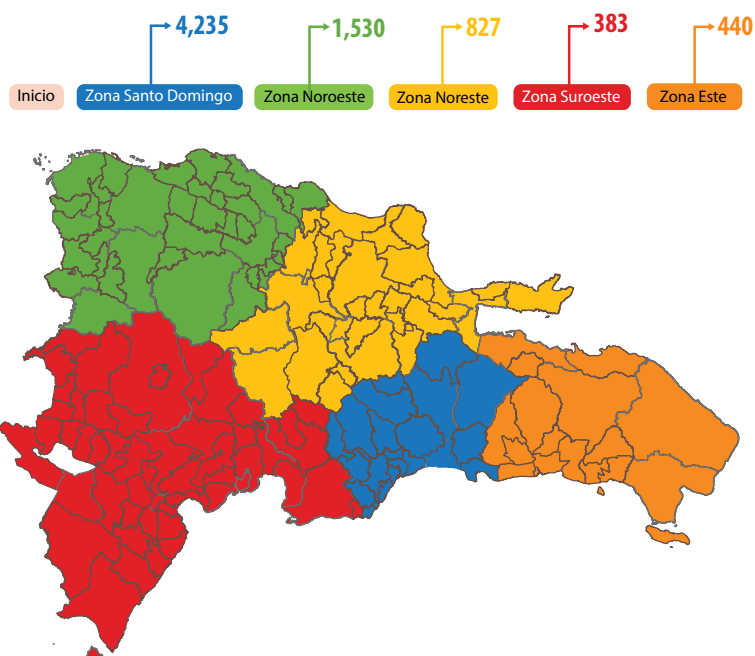 4,235
1,530
827
383
440
Inicio
Zona Santo Domingo
Zona Noroeste
Zona Noreste
Zona Suroeste
Zona Este